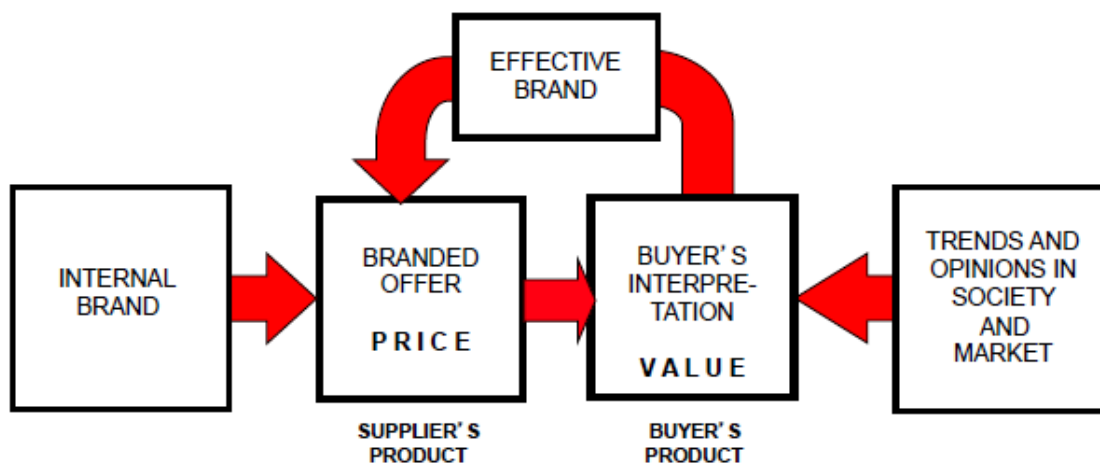 EFFECTIVE
BRAND
INTERNAL
BRAND
BRANDED
OFFER
PRICE
SUPPLIER'S
PRODUCT
BUYER'S
INTERPRE-
TATION
VALUE
BUYER'S
PRODUCT
TRENDS AND
OPINIONS IN
SOCIETY
AND
MARKET